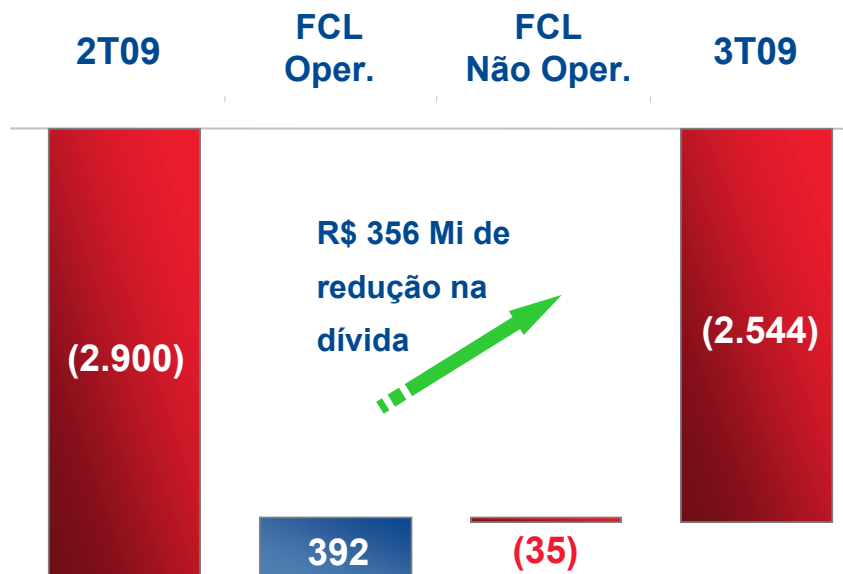 2T09
FCL
Oper.
FCL
Não Oper.
3T09
R$ 356 Mi de
redução na
dívida
(2.900)
392
(35)
(2.544)